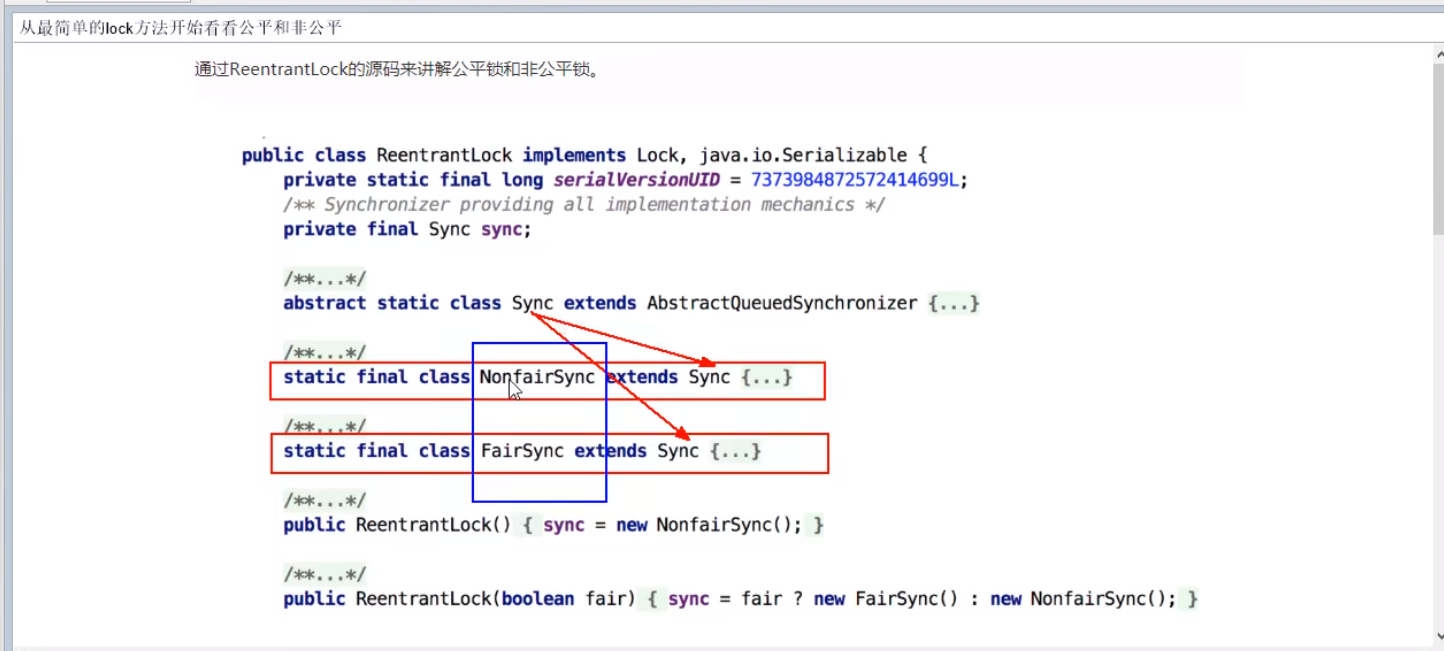 从最简单的lock方法开始看看公平和非公平
通过ReentrantLock的源码来讲解公平锁和非公平锁。
public class ReentrantLock implements Lock, java.io.Serializable {
private static final long serialVersionUID = 7373984872572414699L;
/** Synchronizer providing all implementation mechanics */
private final Sync sync;
/**...*/
abstract static class Sync extends AbstractQueuedSynchronizer {...}
/**...*/
static final class NonfairSync extends Sync {...}
/**...*/
static final class FairSync extends Sync {...}
/**...*/
public ReentrantLock() { sync = new NonfairSync(); }
/**...*/
public ReentrantLock(boolean fair) { sync = fair ? new FairSync() : new NonfairSync(); }